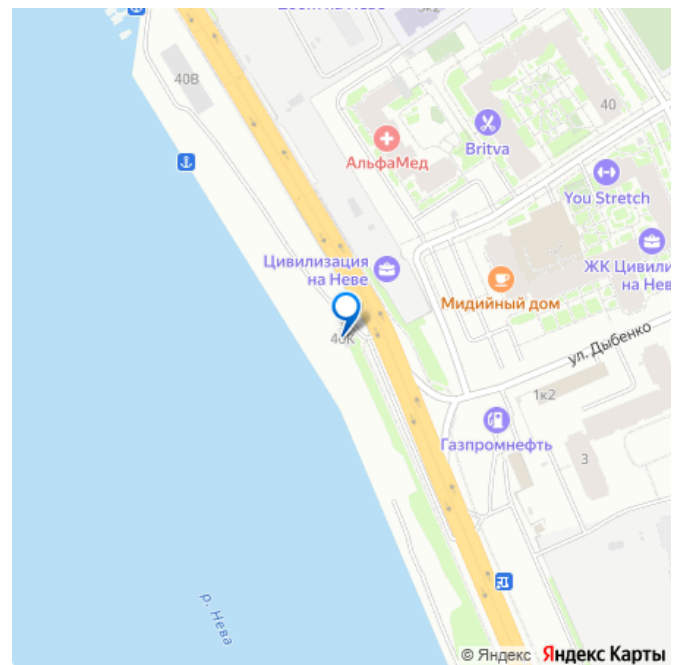 5к2
40В
40
Britva
АльфаМед
You Stretch
Цивилизация
на Неве
ЖК Цивили
на Нев
Мидийный дом
40К
ул. Дыбенко
1к2
Газпромнефть
3
р. Нева
© Яндекс Яндекс Карты